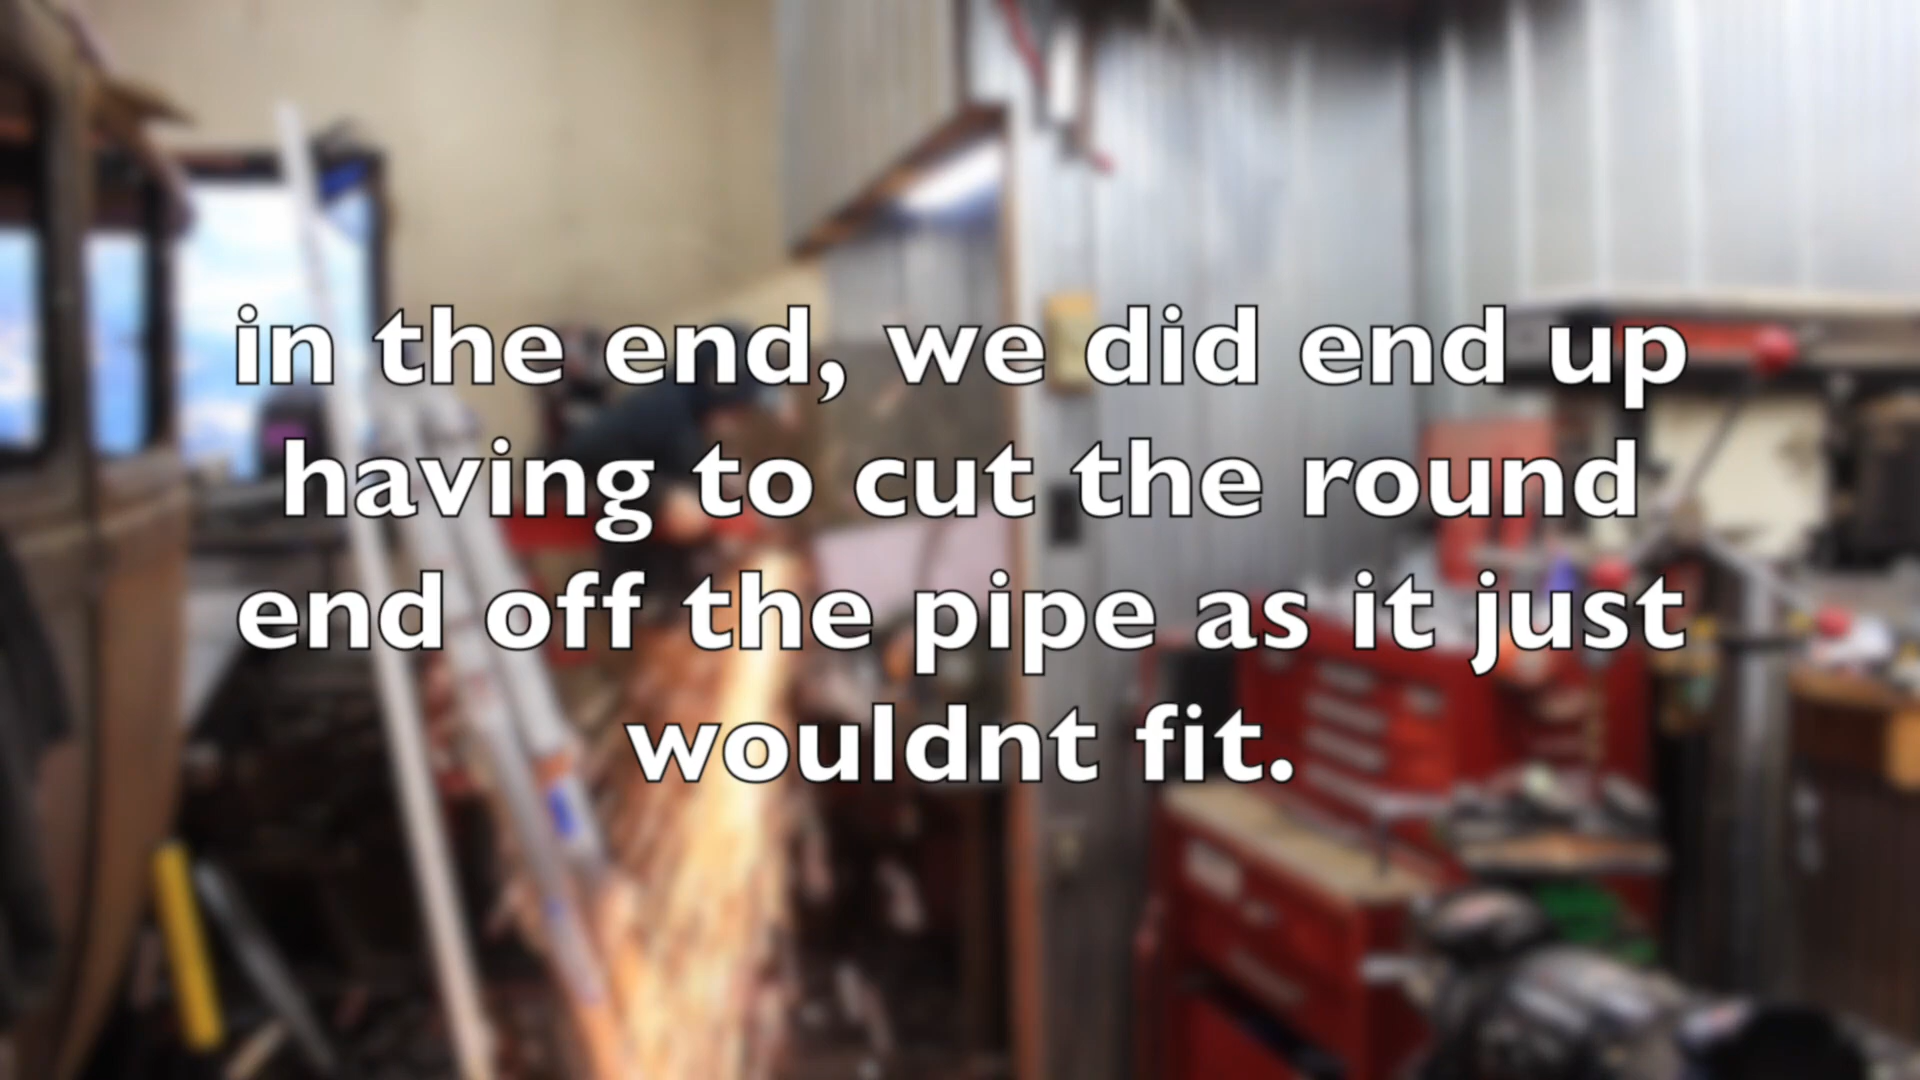 in the end, we did end up
having to cut the round
end off the pipe as it just
wouldnt fit.